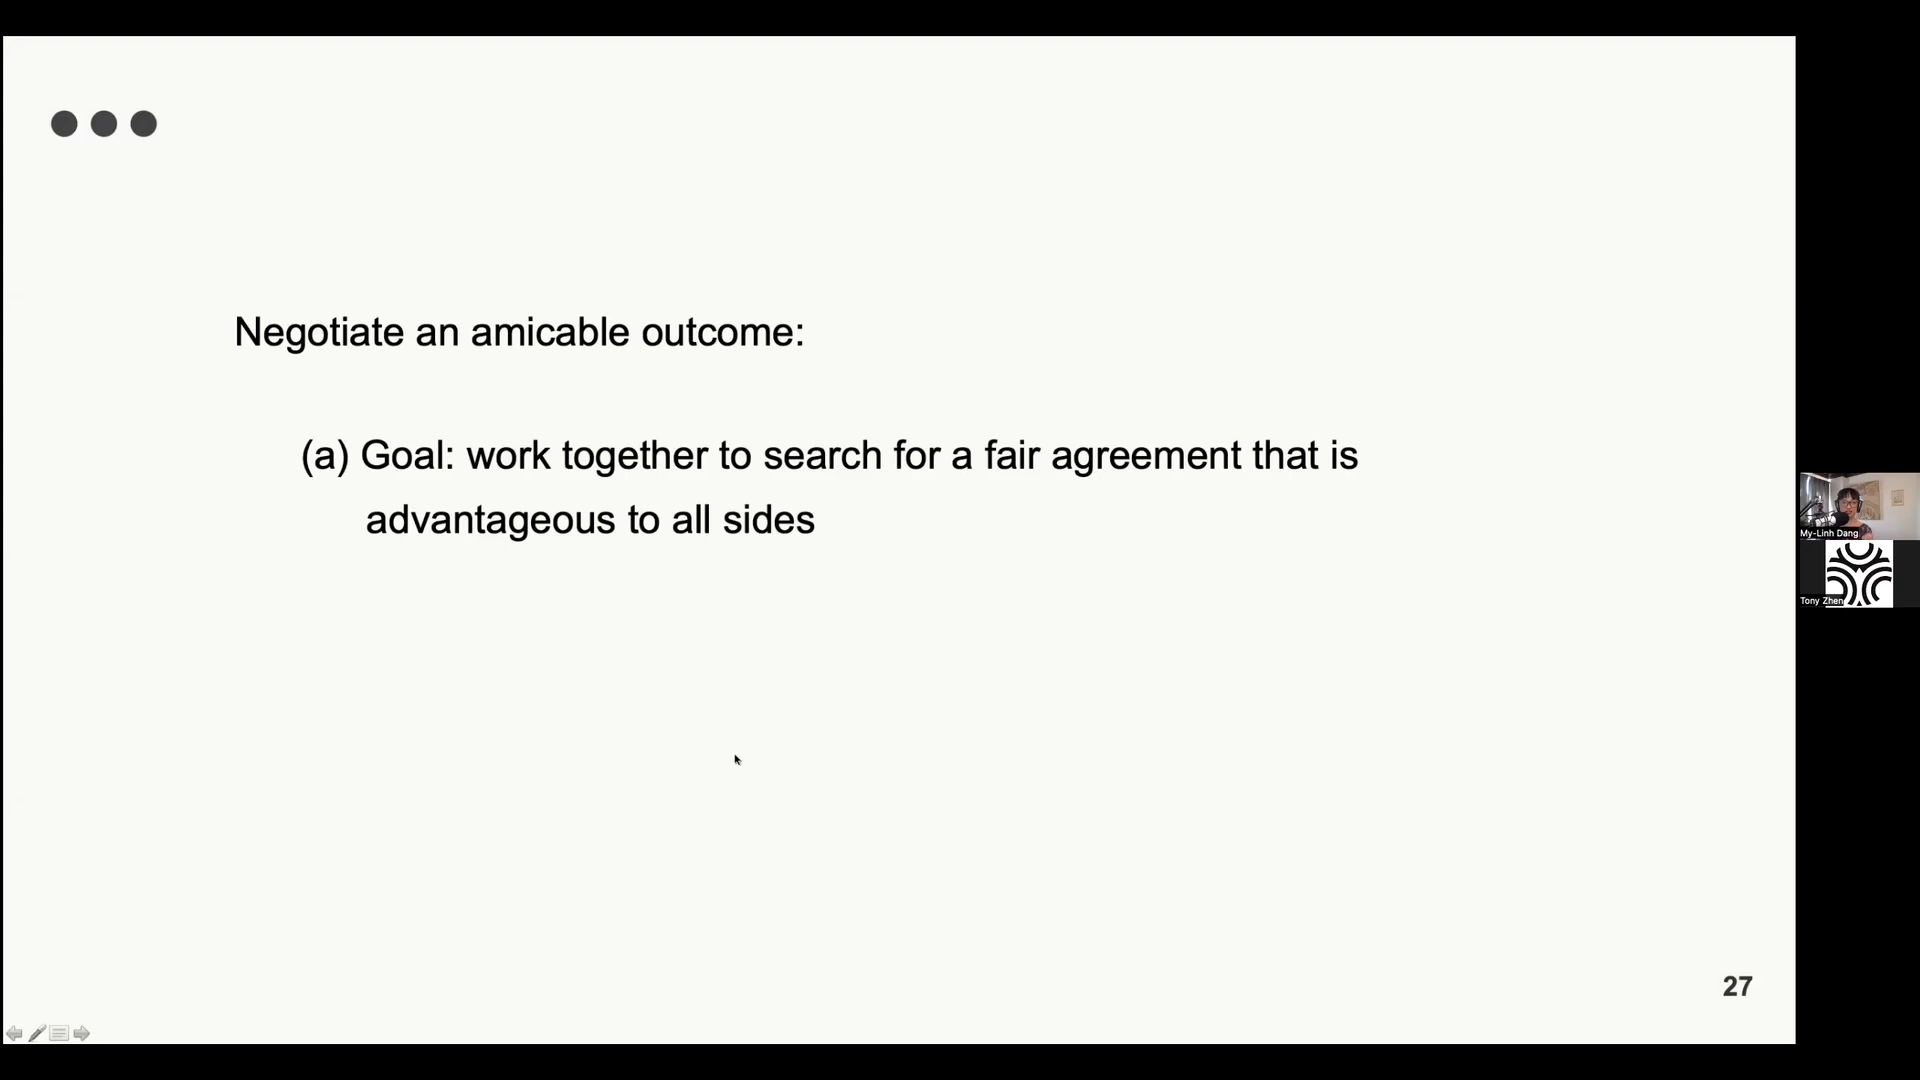 Negotiate an amicable outcome:
(a) Goal: work together to search for a fair agreement that is
advantageous to all sides
My-Linh Dang
Tony Zhen
27